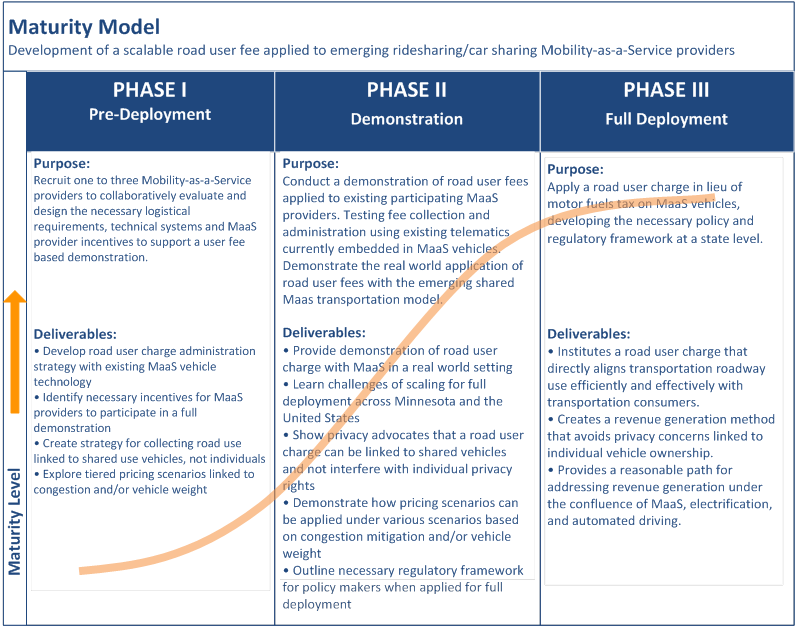 Maturity Model
Development of a scalable road user fee applied to emerging ridesharing/car sharing Mobility-as-a-Service providers
Maturity Level
PHASE I
Pre-Deployment
Purpose:
Recruit one to three Mobility-as-a-Service
providers to collaboratively evaluate and
design the necessary logistical
requirements, technical systems and MaaS
provider incentives to support a user fee
based demonstration.
Deliverables:
• Develop road user charge administration
strategy with existing MaaS vehicle
technology
• Identify necessary incentives for MaaS
providers to participate in a full
demonstration
• Create strategy for collecting road use
linked to shared use vehicles, not individuals
• Explore tiered pricing scenarios linked to
congestion and/or vehicle weight
PHASE II
Demonstration
Purpose:
Conduct a demonstration of road user fees
applied to existing participating MaaS
providers. Testing fee collection and
administration using existing telematics
currently embedded in MaaS vehicles.
Demonstrate the real world application of
road user fees with the emerging shared
Maas transportation model.
Deliverables:
• Provide demonstration of road user
charge with MaaS in a real world setting
• Learn challenges of scaling for full
deployment across Minnesota and the
United States
• Show privacy advocates that a road user
charge can be linked to shared vehicles
and not interfere with individual privacy
rights
• Demonstrate how pricing scenarios can
be applied under various scenarios based
on congestion mitigation and/or vehicle
weight
• Outline necessary regulatory framework
for policy makers when applied for full
deployment
PHASE III
Full Deployment
Purpose:
Apply a road user charge in lieu of
motor fuels tax on MaaS vehicles,
developing the necessary policy and
regulatory framework at a state level.
Deliverables:
• Institutes a road user charge that
directly aligns transportation roadway
use efficiently and effectively with
transportation consumers.
• Creates a revenue generation method
that avoids privacy concerns linked to
individual vehicle ownership.
• Provides a reasonable path for
addressing revenue generation under
the confluence of MaaS, electrification,
and automated driving.